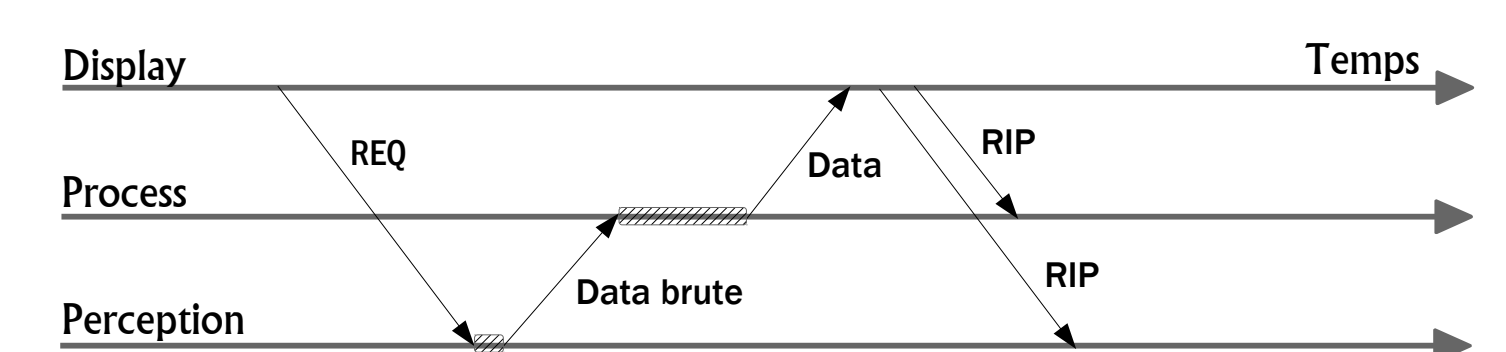 Display
Temps
REQ
RIP
Data
Process
RIP
Data brute
Perception